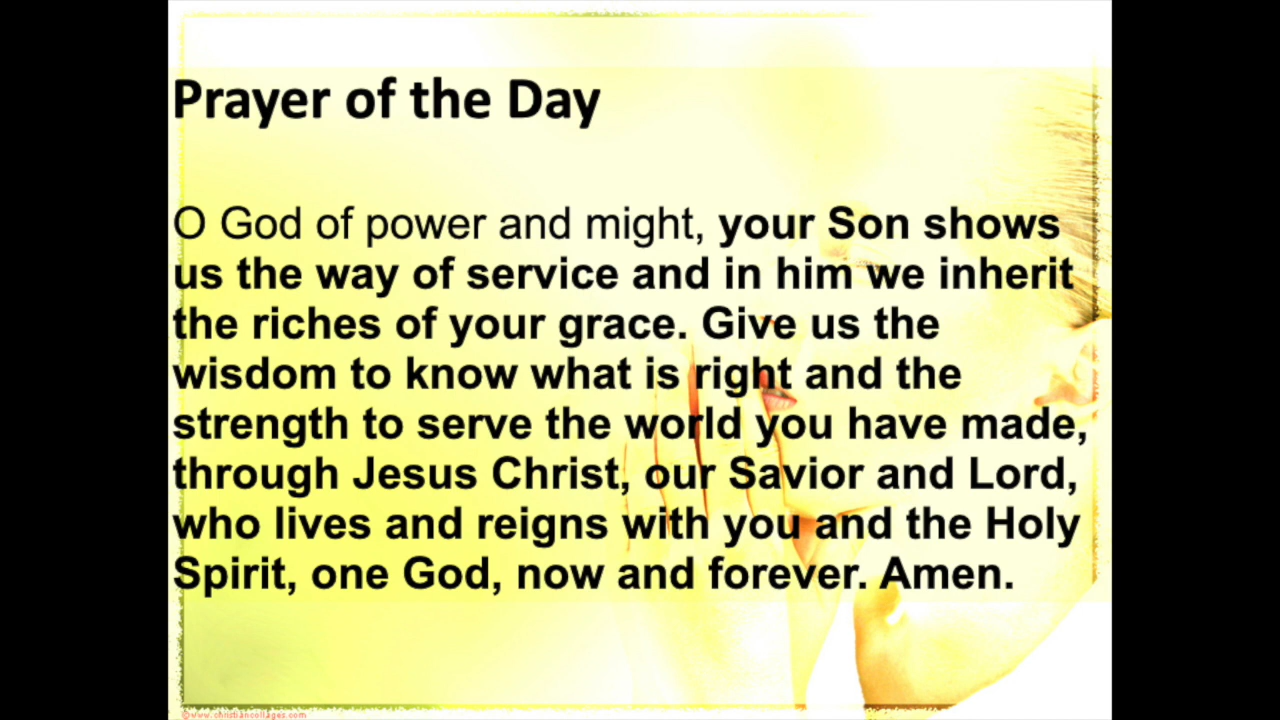 Prayer of the Day
O God of power and might, your Son shows
us the way of service and in him we inherit
the riches of your grace. Give us the
wisdom to know what is right and the
strength to serve the world you have made,
through Jesus Christ, our Savior and Lord,
who lives and reigns with you and the Holy
Spirit, one God, now and forever. Amen.
©www.christiancollages.com